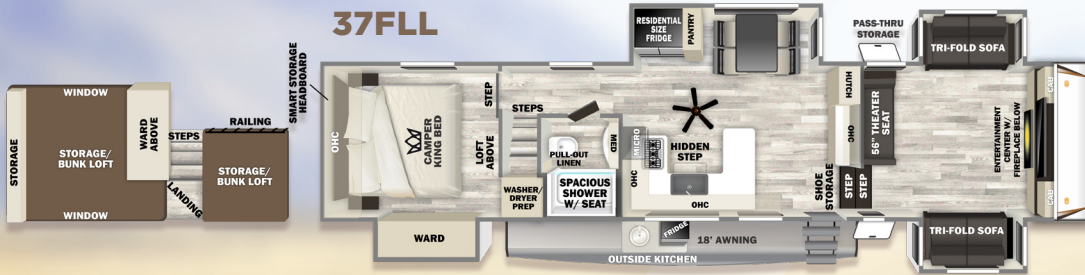 37FLL
STORAGE
WINDOW
STORAGE/
BUNK LOFT
WINDOW
WARD
ABOVE
STEPS
LANDING
RAILING
STORAGE/
BUNK LOFT
SMART STORAGE
HEADBOARD
OHC
CAMPER
KING BED
WARD
STEP
LOFT
ABOVE
STEPS
WASHER/
DRYER
PREP
PULL-OUT
LINEN
MED
SPACIOUS
SHOWER
W/ SEAT
RESIDENTIAL
SIZE
FRIDGE
PANTRY
MICRO
HIDDEN
STEP
OHC
OHC
FRIDGE
18' AWNING
OUTSIDE KITCHEN
SHOE
STORAGE
STEP
STEP
HUTCH
OHC
56" THEATER
SEAT
PASS-THRU
STORAGE
TRI-FOLD SOFA
ENTERTAINMENT
CENTER W/
FIREPLACE BELOW
CAB
CAB
TRI-FOLD SOFA